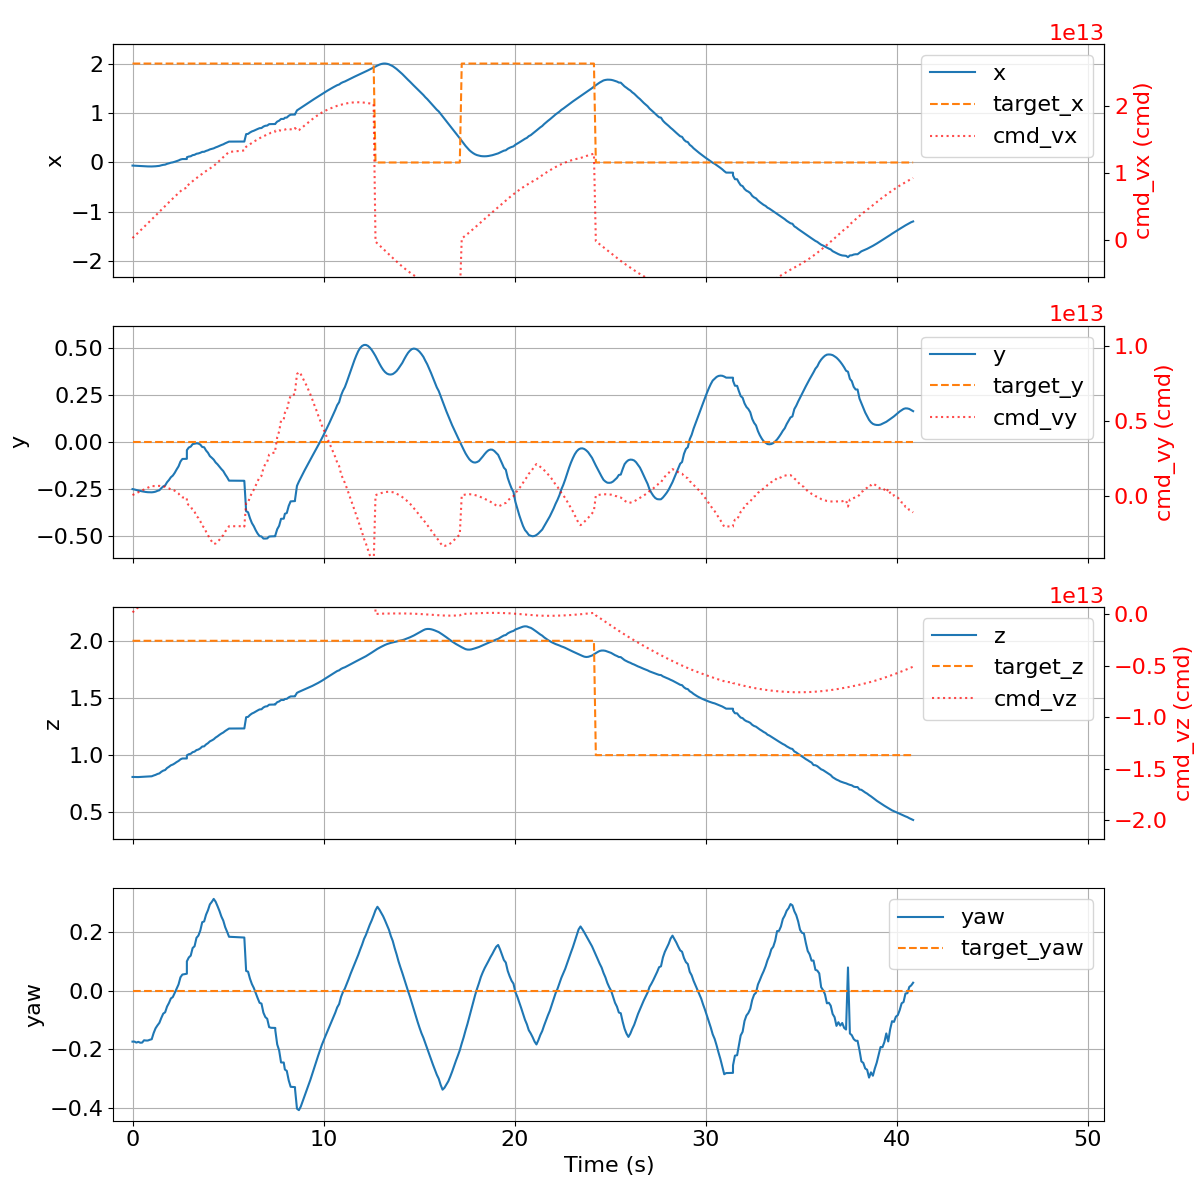 1e13
2
1
0
−1
−2
x
x
target_x
cmd_vx
2
1
0
cmd_vx (cmd)
1e13
0.50
0.25
0.00
−0.25
−0.50
y
y
target_y
cmd_vy
1.0
0.5
0.0
cmd_vy (cmd)
1e13
2.0
1.5
1.0
0.5
z
z
target_z
cmd_vz
0.0
−0.5
−1.0
−1.5
−2.0
cmd_vz (cmd)
0.2
0.0
−0.2
−0.4
yaw
yaw
target_yaw
0 10 20 30 40 50
Time (s)